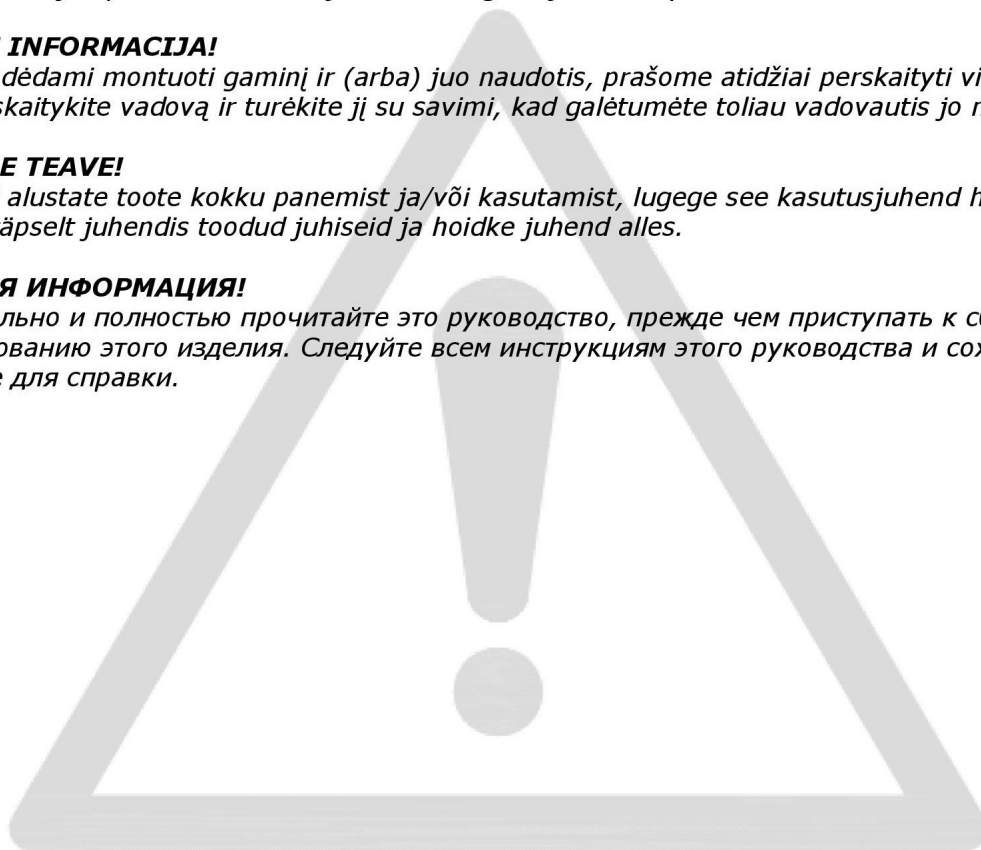 INFORMACIJA!
dėdami montuoti gaminį ir (arba) juo naudotis, prašome atidžiai perskaityti
skaitykite vadovą ir turėkite jį su savimi, kad galėtumėte toliau vadovautis jo
E TEAVE!
alustate toote kokku panemist ja/või kasutamist, lugege see kasutusjuhend
äpselt juhendis toodud juhiseid ja hoidke juhend alles.
Я ИНФОРМАЦИЯ!
льно и полностью прочитайте это руководство, прежде чем приступать к
ованию этого изделия. Следуйте всем инструкциям этого руководства и
для справки.